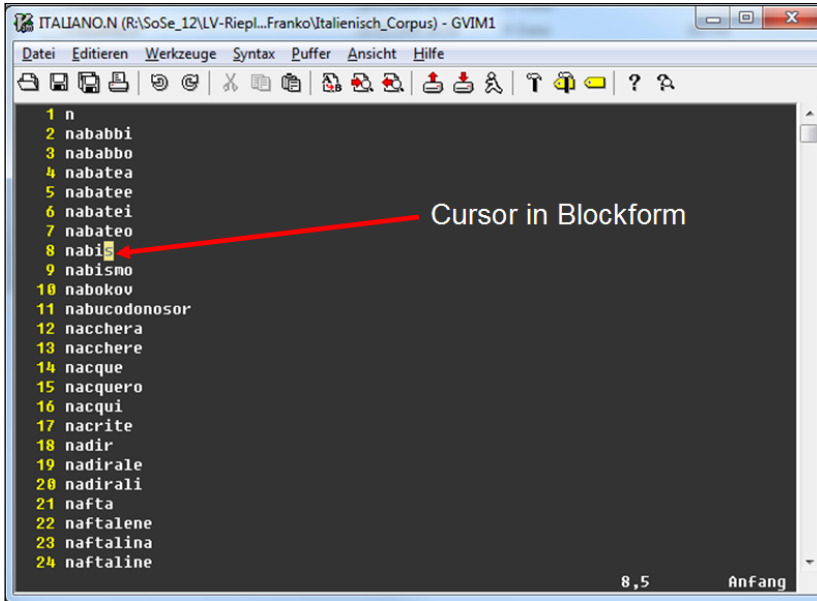 ITALIANO.N (R:\SoSe_12\LV-Riepl...Franko\Italienisch_Corpus) - GVIM1
Datei Editieren Werkzeuge Syntax Puffer Ansicht Hilfe
1 n
2 nababbi
3 nababbo
4 nabatea
5 nabatee
6 nabatei
7 nabateo
Cursor in Blockform
8 nabis
9 nabismo
10 nabokov
11 nabucodonosor
12 nacchera
13 nacchere
14 nacque
15 nacquero
16 nacqui
17 nacrite
18 nadir
19 nadirale
20 nadirali
21 nafta
22 naftalene
23 naftalina
24 naftaline
8,5 Anfang